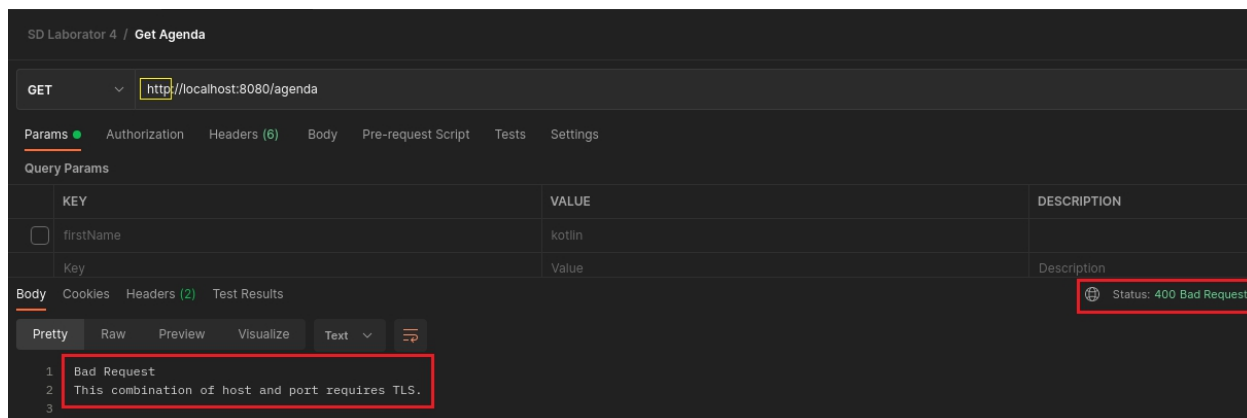 SD Laborator 4 / Get Agenda
GET http://localhost:8080/agenda
Params Authorization Headers (6) Body Pre-request Script Tests Settings
Query Params
KEY VALUE DESCRIPTION
firstName kotlin
Key Value Description
Body Cookies Headers (2) Test Results Status: 400 Bad Request
Pretty Raw Preview Visualize Text
1 Bad Request
2 This combination of host and port requires TLS.
3